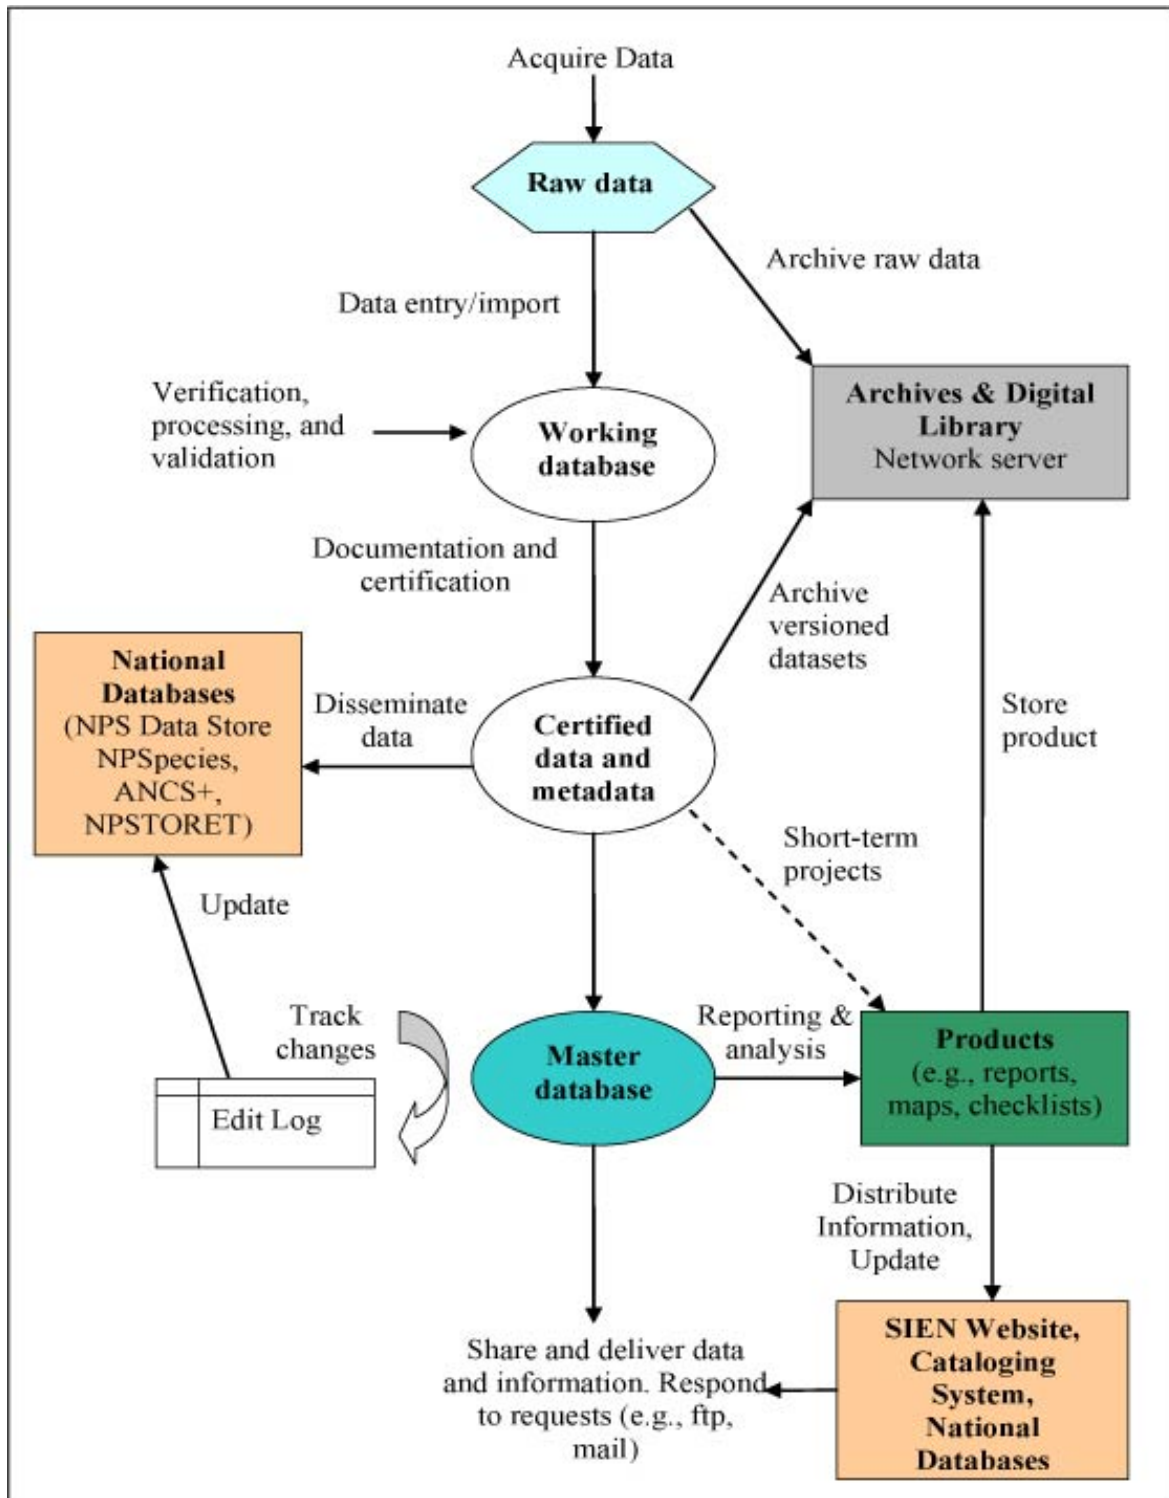 Acquire Data
Raw data
Archive raw data
Data entry/import
Verification,
processing, and
validation
Working
database
Archives & Digital
Library
Network server
Documentation and
certification
Archive
versioned
datasets
National
Databases
(NPS Data Store
NPSpecies,
ANCS+,
NPSTORET)
Disseminate
data
Certified
data and
metadata
Store
product
Short-term
projects
Update
Track
changes
Edit Log
Master
database
Reporting &
analysis
Products
(e.g., reports,
maps, checklists)
Distribute
Information,
Update
Share and deliver data
and information. Respond
to requests (e.g., ftp,
mail)
SIEN Website,
Cataloging
System,
National
Databases